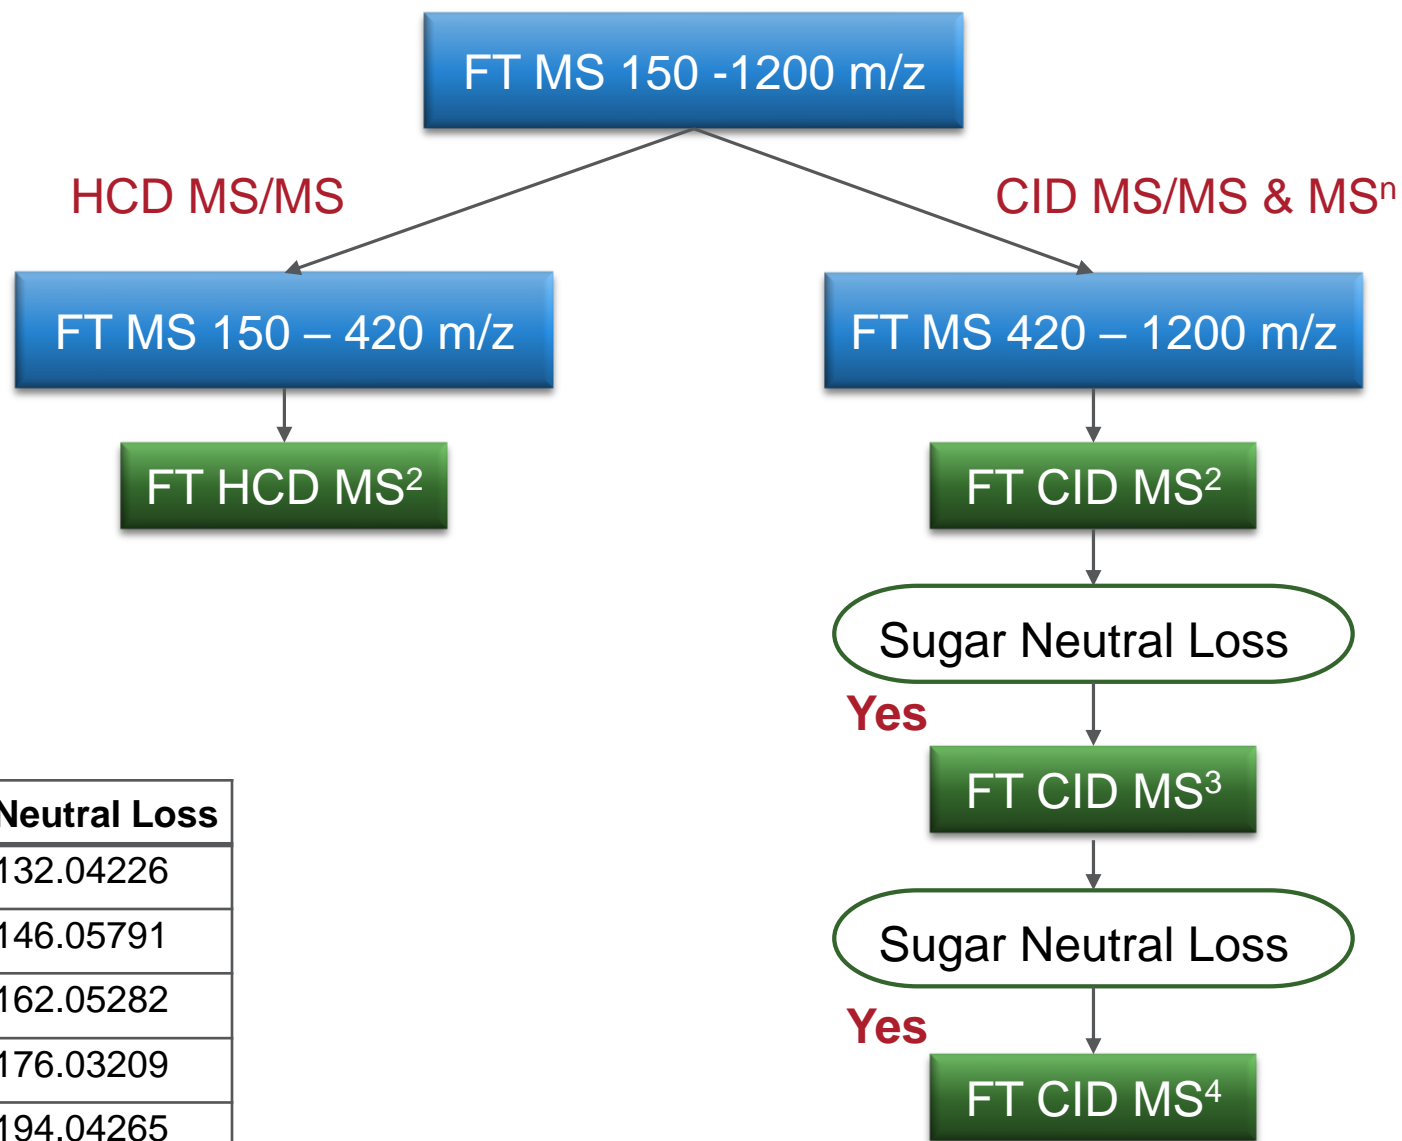 FT MS 150 -1200 m/z
HCD MS/MS
CID MS/MS & MSⁿ
FT MS 150 – 420 m/z
FT MS 420 – 1200 m/z
FT HCD MS²
FT CID MS²
Sugar Neutral Loss
Yes
FT CID MS³
Sugar Neutral Loss
Yes
FT CID MS⁴
Neutral Loss
132.04226
146.05791
162.05282
176.03209
194.04265